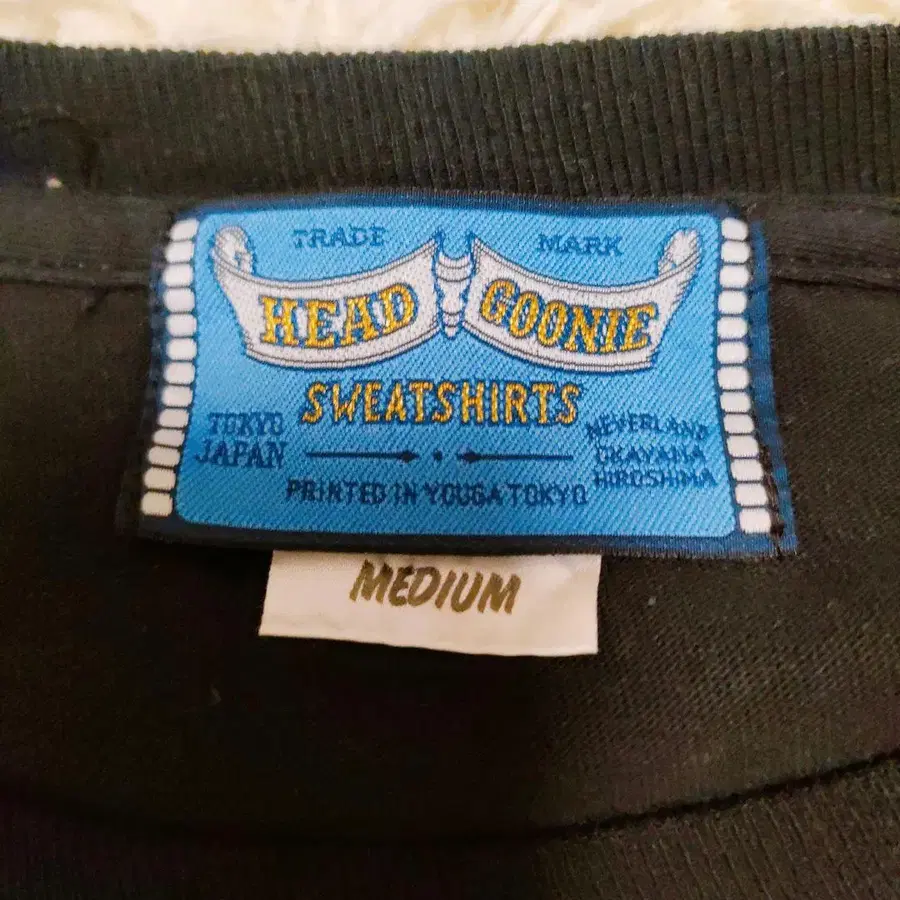 TRADE MARK
HEAD GOONIE
SWEATSHIRTS
TOKYO
JAPAN
NEVERLAND
OKAYAMA
HIROSHIMA
PRINTED IN YOUGA TOKYO
MEDIUM